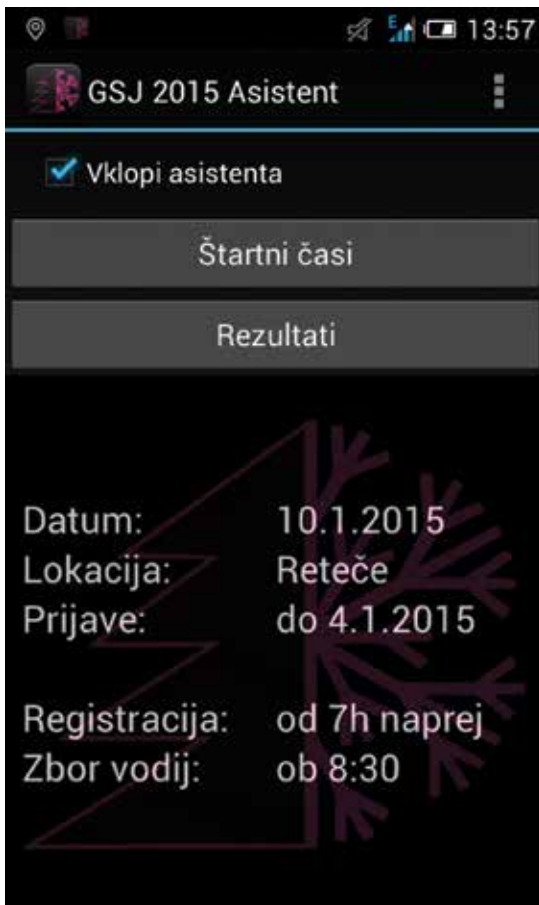 E 13:57
GSJ 2015 Asistent
Vklopi asistenta
Štartni časi
Rezultati
Datum: 10.1.2015
Lokacija: Reteče
Prijave: do 4.1.2015
Registracija: od 7h naprej
Zbor vodij: ob 8:30